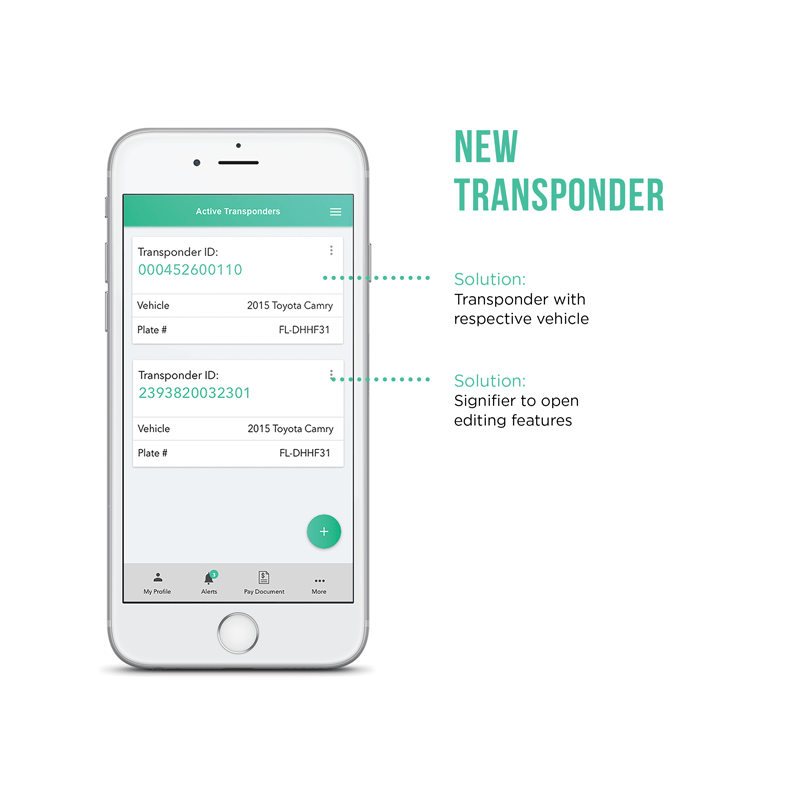 NEW
TRANSPONDER
Active Transponders
Transponder ID:
000452600110
Vehicle 2015 Toyota Camry
Plate # FL-DHHF31
Transponder ID:
2393820032301
Vehicle 2015 Toyota Camry
Plate # FL-DHHF31
+
3
My Profile Alerts Pay Document More
Solution:
Transponder with
respective vehicle
Solution:
Signifier to open
editing features